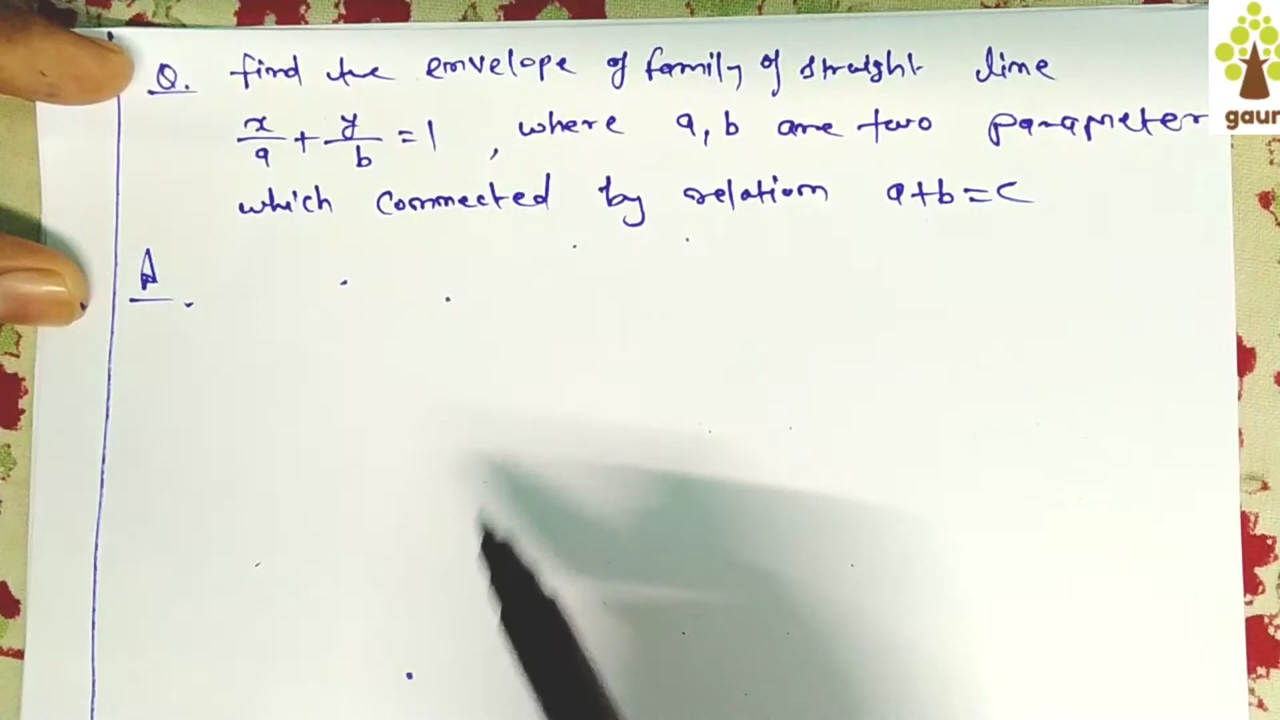 Q. find the envelope of family of straight line
x/a + y/b = 1 , where a, b are two parameter
which connected by relation a+b=c
A.
gaur